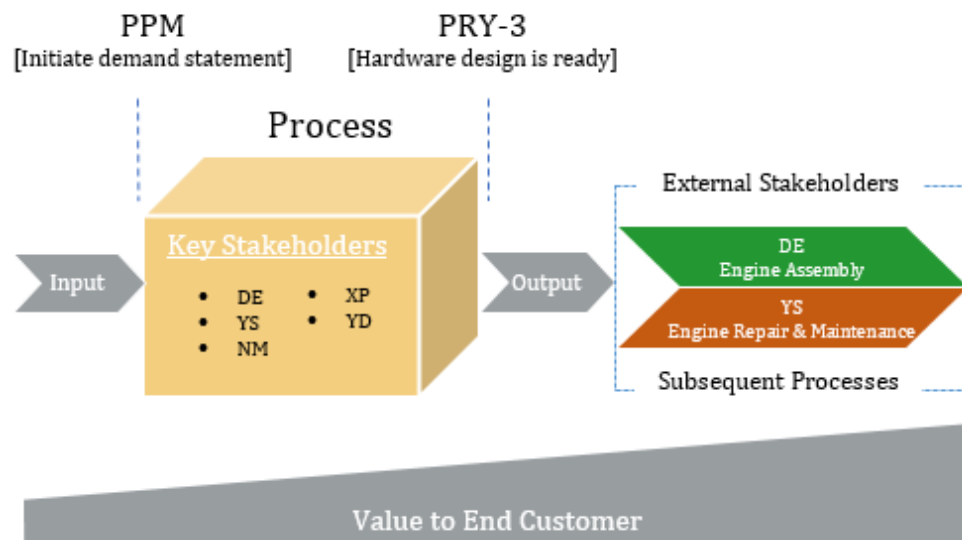 PPM
[Initiate demand statement]
PRY-3
[Hardware design is ready]
Process
Key Stakeholders
• DE
• YS
• NM
• XP
• YD
Input
Output
External Stakeholders
DE
Engine Assembly
YS
Engine Repair & Maintenance
Subsequent Processes
Value to End Customer